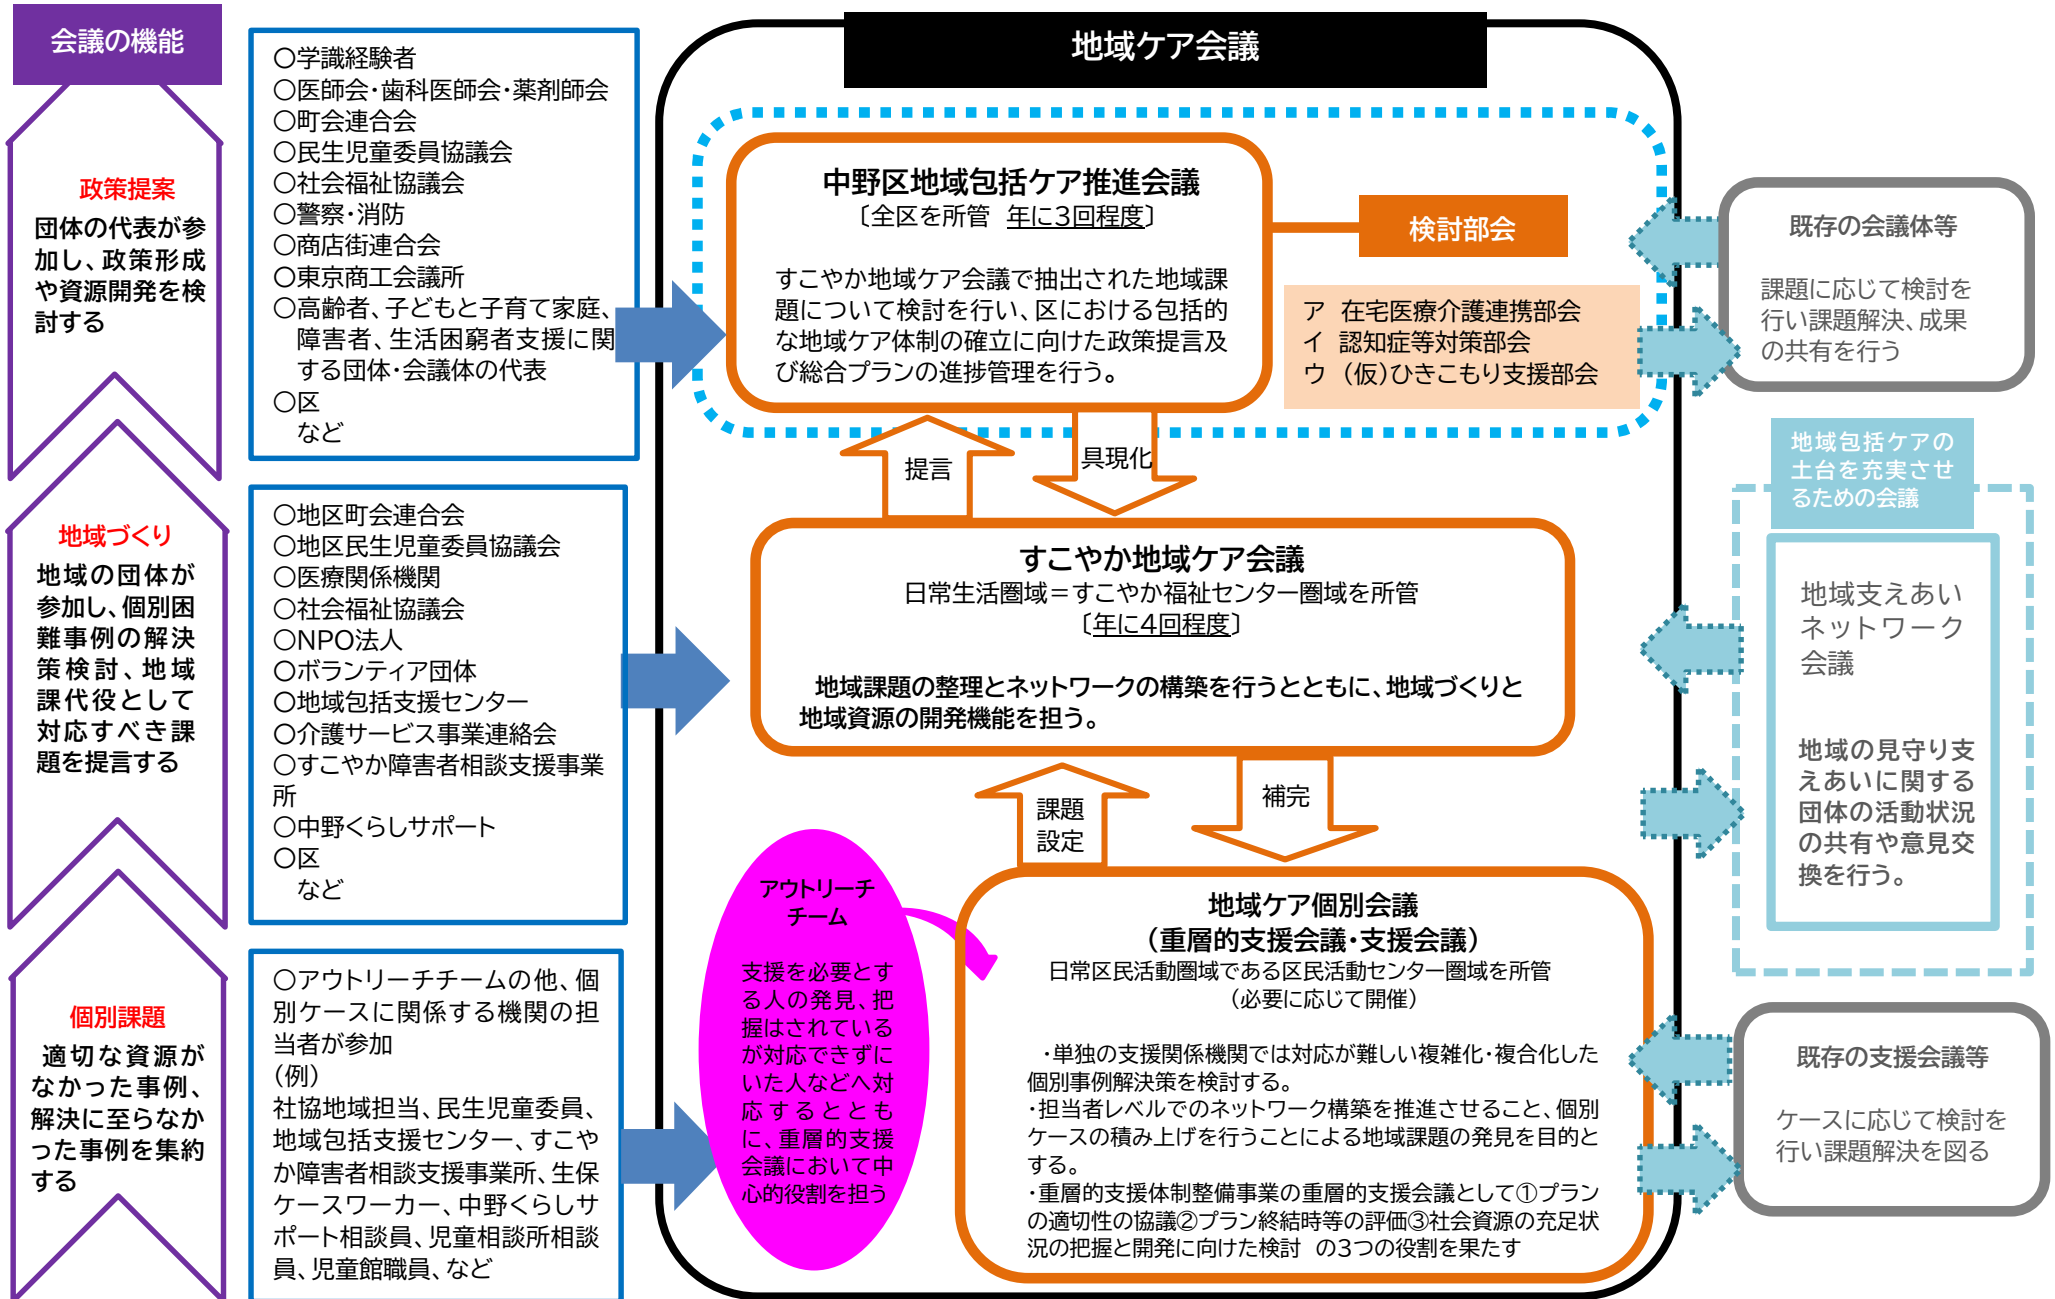 会議の機能
政策提案
団体の代表が参
加し、政策形成
や資源開発を検
討する
地域づくり
地域の団体が
参加し、個別困
難事例の解決
策検討、地域
課代役として
対応すべき課
題を提言する
個別課題
適切な資源が
なかった事例、
解決に至らなか
った事例を集約
する
○学識経験者
○医師会・歯科医師会・薬剤師会
○町会連合会
○民生児童委員協議会
○社会福祉協議会
○警察・消防
○商店街連合会
○東京商工会議所
○高齢者、子どもと子育て家庭、
障害者、生活困窮者支援に関
する団体・会議体の代表
○区
など
○地区町会連合会
○地区民生児童委員協議会
○医療関係機関
○社会福祉協議会
○NPO法人
○ボランティア団体
○地域包括支援センター
○介護サービス事業連絡会
○すこやか障害者相談支援事業
所
○中野くらしサポート
○区
など
○アウトリーチチームの他、個
別ケースに関係する機関の担
当者が参加
（例）
社協地域担当、民生児童委員、
地域包括支援センター、すこや
か障害者相談支援事業所、生保
ケースワーカー、中野くらしサ
ポート相談員、児童相談所相談
員、児童館職員、など
地域ケア会議
中野区地域包括ケア推進会議
〔全区を所管　年に3回程度〕
すこやか地域ケア会議で抽出された地域課
題について検討を行い、区における包括的
な地域ケア体制の確立に向けた政策提言及
び総合プランの進捗管理を行う。
検討部会
ア 在宅医療介護連携部会
イ 認知症等対策部会
ウ （仮）ひきこもり支援部会
提言
具現化
すこやか地域ケア会議
日常生活圏域＝すこやか福祉センター圏域を所管
〔年に4回程度〕
地域課題の整理とネットワークの構築を行うとともに、地域づくりと
地域資源の開発機能を担う。
課題
設定
補完
アウトリーチ
チーム
支援を必要とす
る人の発見、把
握はされている
が対応できずに
いた人などへ対
応するととも
に、重層的支援
会議において中
心的役割を担う
地域ケア個別会議
（重層的支援会議・支援会議）
日常区民活動圏域である区民活動センター圏域を所管
（必要に応じて開催）
・単独の支援関係機関では対応が難しい複雑化・複合化した
個別事例解決策を検討する。
・担当者レベルでのネットワーク構築を推進させること、個別
ケースの積み上げを行うことによる地域課題の発見を目的と
する。
・重層的支援体制整備事業の重層的支援会議として①プラン
の適切性の協議②プラン終結時等の評価③社会資源の充足状
況の把握と開発に向けた検討　の3つの役割を果たす
既存の会議体等
課題に応じて検討を
行い課題解決、成果
の共有を行う
地域包括ケアの
土台を充実させ
るための会議
地域支えあい
ネットワーク
会議
地域の見守り支
えあいに関する
団体の活動状況
の共有や意見交
換を行う。
既存の支援会議等
ケースに応じて検討を
行い課題解決を図る